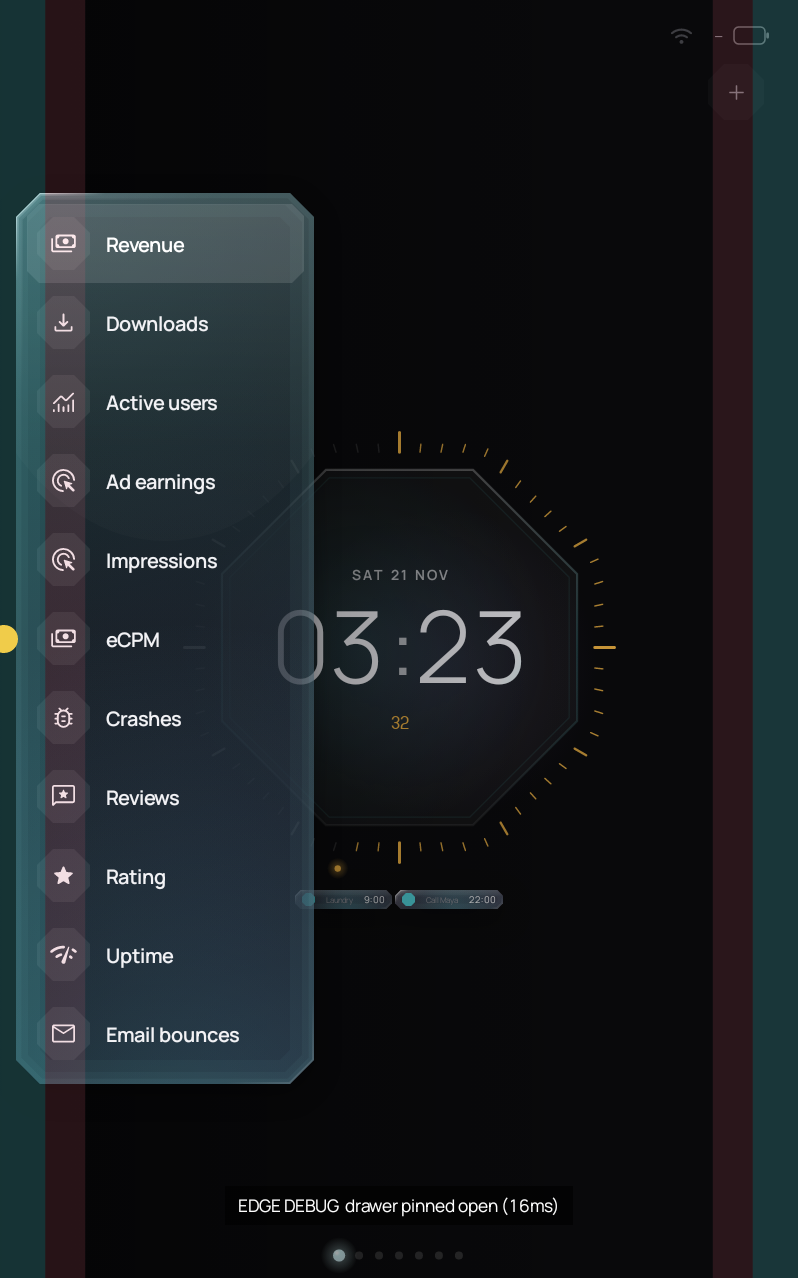 –
+
Revenue
Downloads
Active users
Ad earnings
Impressions
SAT 21 NOV
03:23
eCPM
32
Crashes
Reviews
Rating
Laundry 9:00
Call Maya 22:00
Uptime
Email bounces
EDGE DEBUG drawer pinned open (16ms)